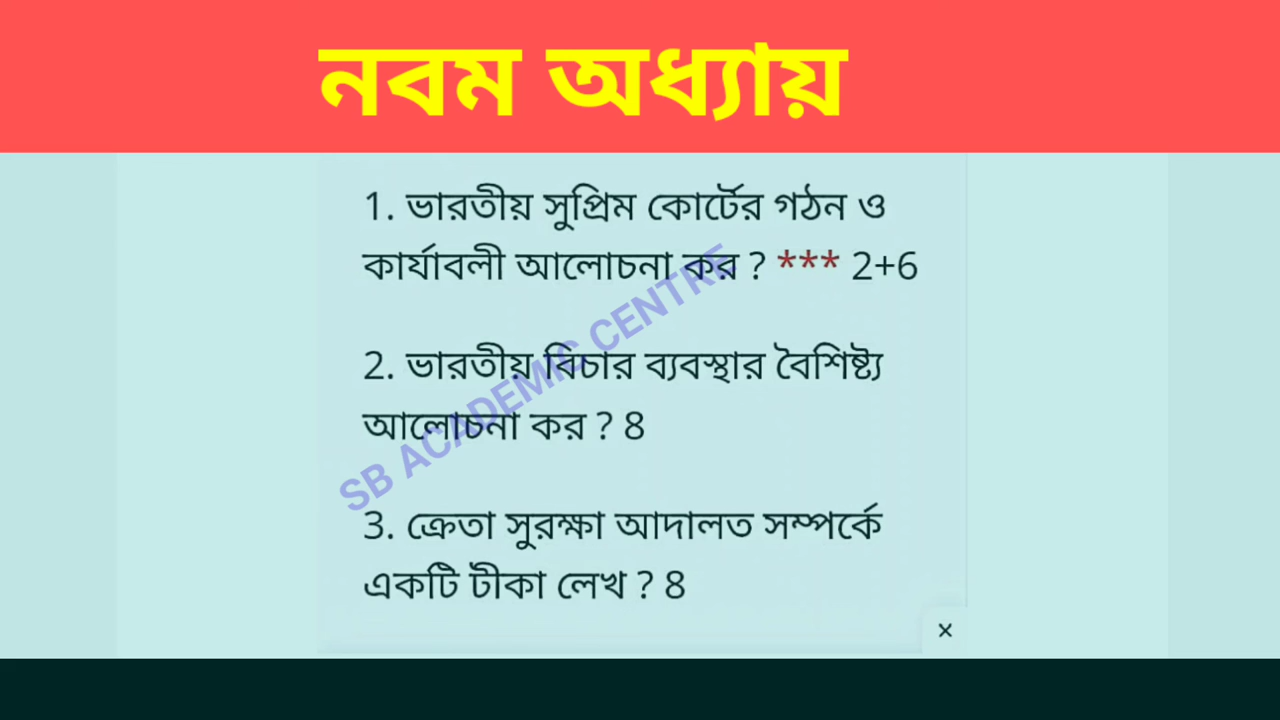 নবম অধ্যায়
1. ভারতীয় সুপ্রিম কোর্টের গঠন ও
কার্যাবলী আলোচনা কর ? *** 2+6
2. ভারতীয় বিচার ব্যবস্থার বৈশিষ্ট্য
আলোচনা কর ? 8
3. ক্রেতা সুরক্ষা আদালত সম্পর্কে
একটি টীকা লেখ ? 8
SB ACADEMIC CENTRE
×